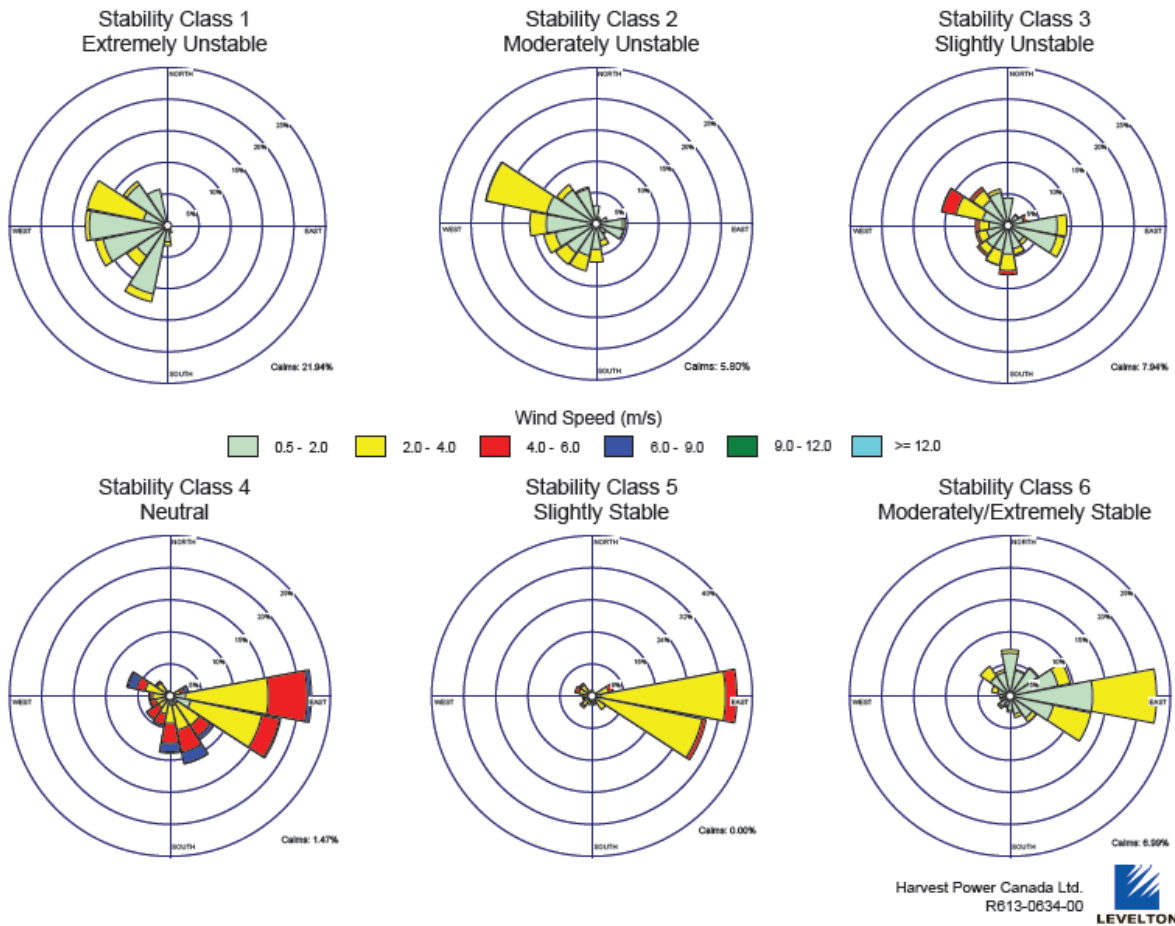 Stability Class 1
Extremely Unstable
NORTH
25%
20%
15%
10%
5%
WEST
EAST
SOUTH
Calms: 21.94%
Stability Class 2
Moderately Unstable
NORTH
25%
20%
15%
10%
5%
WEST
EAST
SOUTH
Calms: 5.80%
Stability Class 3
Slightly Unstable
NORTH
25%
20%
15%
10%
5%
WEST
EAST
SOUTH
Calms: 7.94%
Wind Speed (m/s)
0.5 - 2.0
2.0 - 4.0
4.0 - 6.0
6.0 - 9.0
9.0 - 12.0
>= 12.0
Stability Class 4
Neutral
NORTH
25%
20%
15%
10%
5%
WEST
EAST
SOUTH
Calms: 1.47%
Stability Class 5
Slightly Stable
NORTH
40%
32%
24%
16%
WEST
EAST
SOUTH
Calms: 0.00%
Stability Class 6
Moderately/Extremely Stable
NORTH
25%
20%
15%
10%
5%
WEST
EAST
SOUTH
Calms: 6.99%
Harvest Power Canada Ltd.
R613-0634-00
LEVELTON